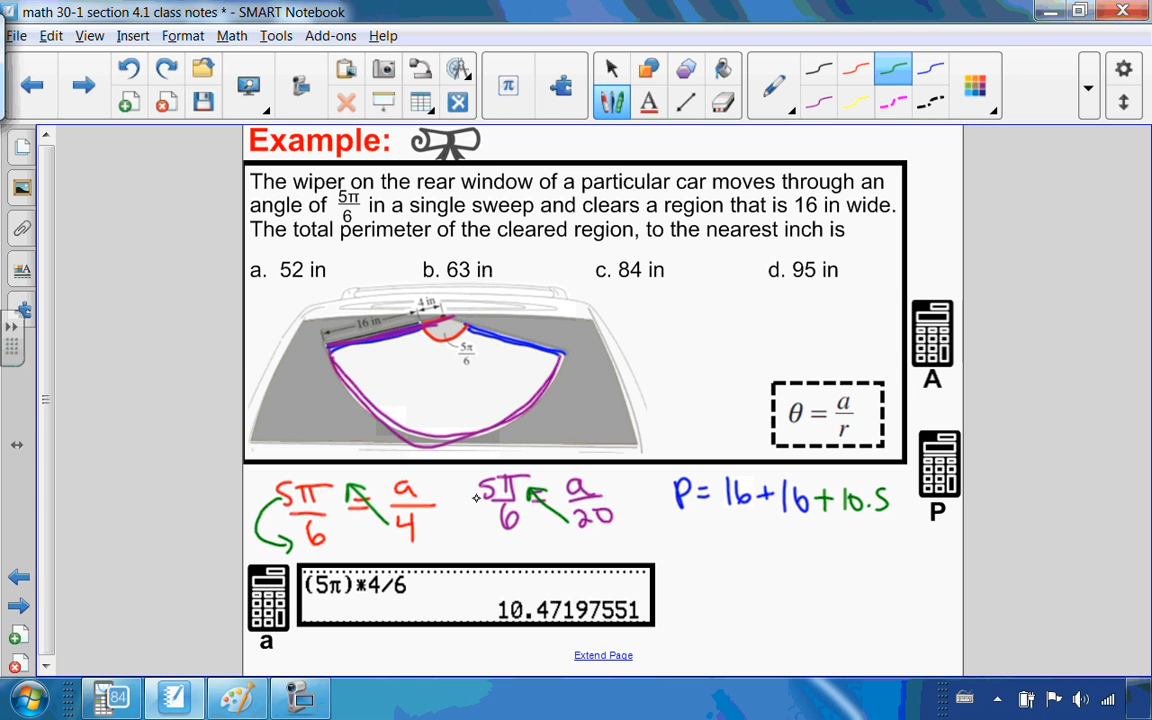 math 30-1 section 4.1 class notes * - SMART Notebook
File Edit View Insert Format Math Tools Add-ons Help
Example:
The wiper on the rear window of a particular car moves through an
angle of 5π/6 in a single sweep and clears a region that is 16 in wide.
The total perimeter of the cleared region, to the nearest inch is
a. 52 in b. 63 in c. 84 in d. 95 in
4 in
16 in
5π/6
θ = a/r
A
P
5π/6 = a/4 5π/6 = a/20 P = 16 + 16 + 10.5
(5π)*4/6
10.47197551
a
Extend Page
84